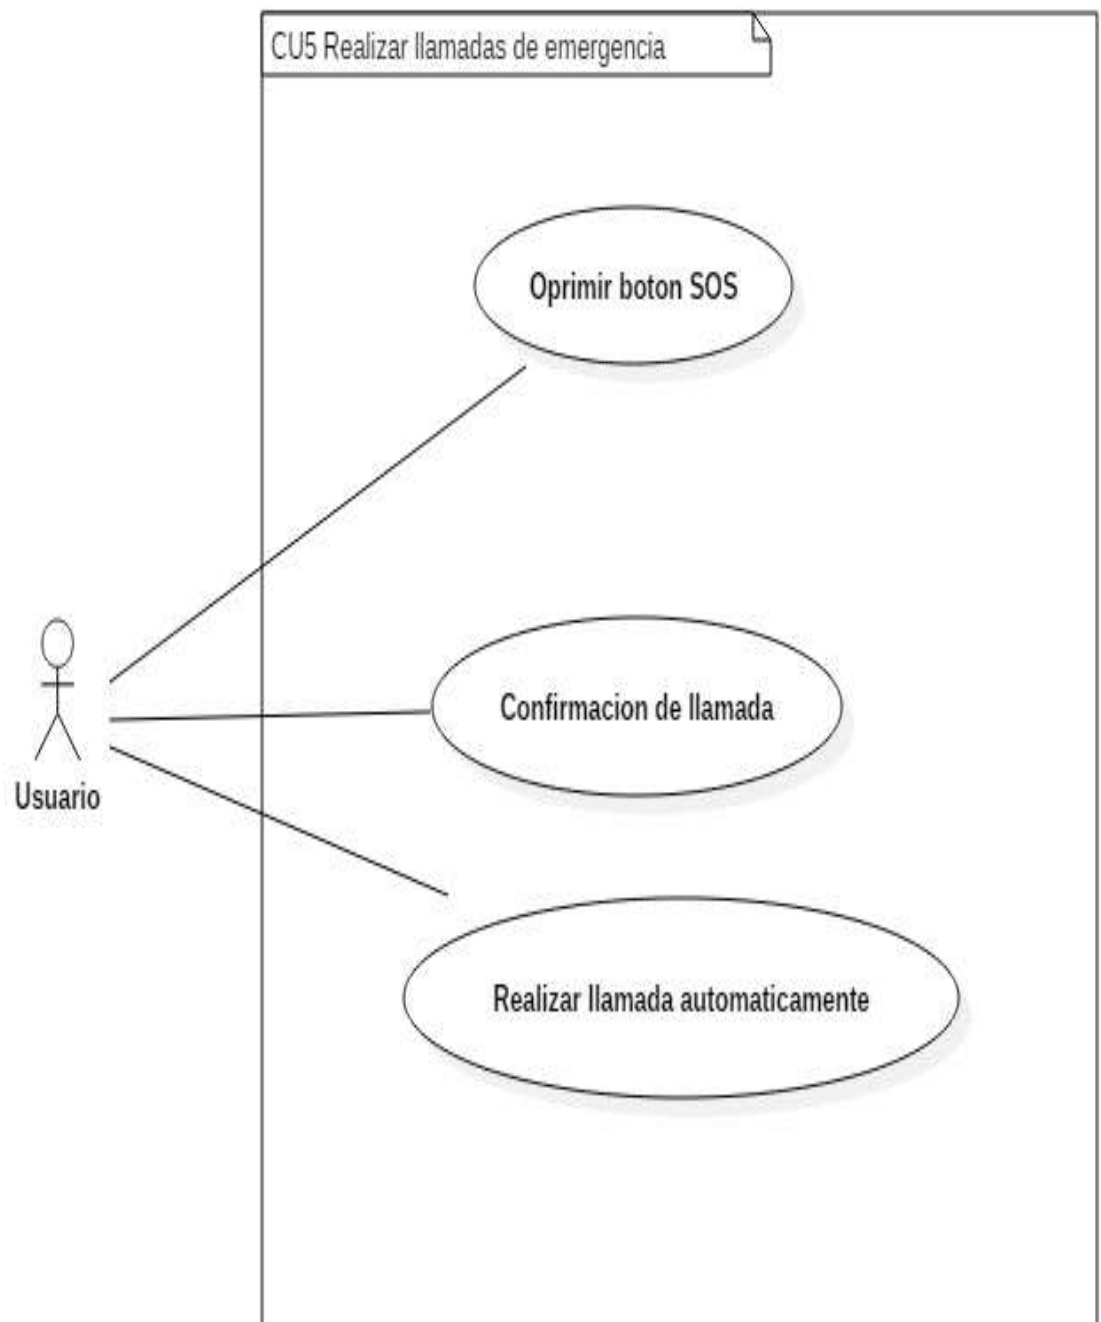 CU5 Realizar llamadas de emergencia
Oprimir boton SOS
Confirmacion de llamada
Usuario
Realizar llamada automaticamente